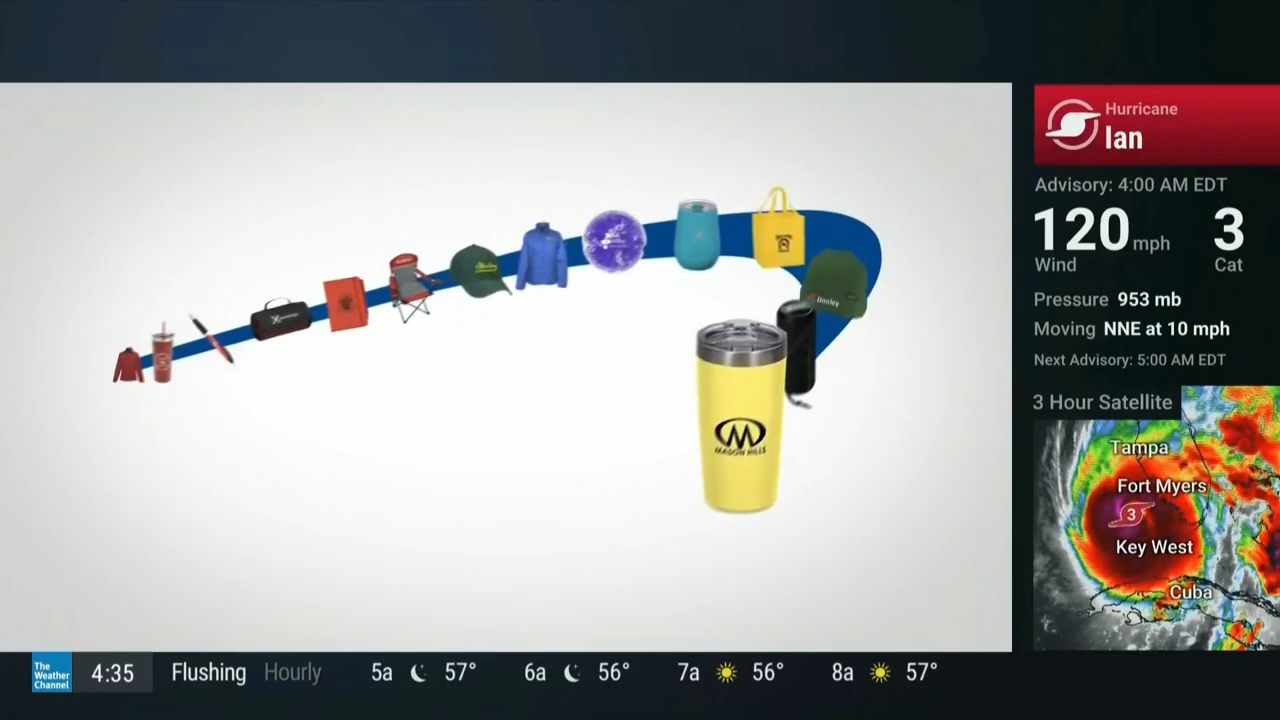 Hurricane
Ian
Advisory: 4:00 AM EDT
120 mph 3
Wind Cat
Pressure 953 mb
Moving NNE at 10 mph
Next Advisory: 5:00 AM EDT
3 Hour Satellite
Tampa
Fort Myers
3
Key West
Cuba
Dooley
M
MASON HILLS
The
Weather
Channel
4:35 Flushing Hourly 5a 57° 6a 56° 7a 56° 8a 57°